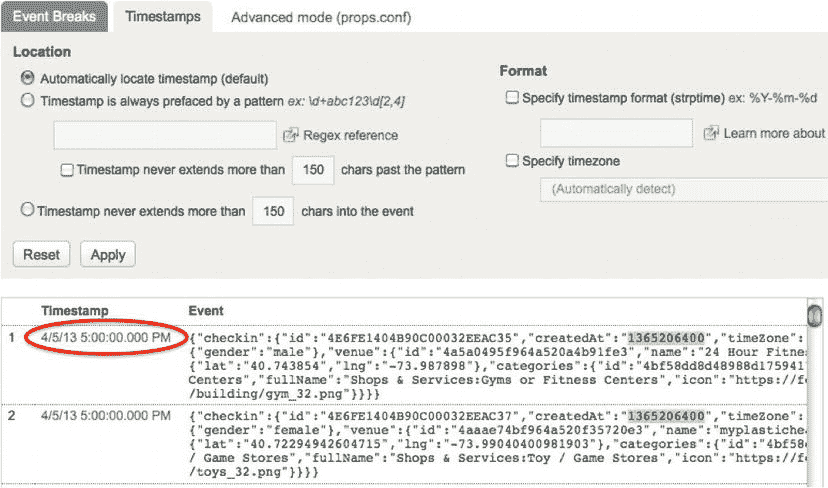 Event Breaks Timestamps Advanced mode (props.conf)
Location
Automatically locate timestamp (default)
Timestamp is always prefaced by a pattern ex: \d+abc123\d[2,4]
Regex reference
Timestamp never extends more than 150 chars past the pattern
Timestamp never extends more than 150 chars into the event
Format
Specify timestamp format (strptime) ex: %Y-%m-%d
Learn more about
Specify timezone
(Automatically detect)
Reset Apply
Timestamp Event
1 4/5/13 5:00:00.000 PM {"checkin":{"id":"4E6FE1404B90C00032EEAC35","createdAt":"1365206400","timeZone":
{"gender":"male"},"venue":{"id":"4a5a0495f964a520a4b91fe3","name":"24 Hour Fitne
{"lat":"40.743854","lng":"-73.987898"},"categories":{"id":"4bf58dd8d48988d175941
Centers","fullName":"Shops & Services:Gyms or Fitness Centers","icon":"https://fo
/building/gym_32.png"}}}}
2 4/5/13 5:00:00.000 PM {"checkin":{"id":"4E6FE1404B90C00032EEAC37","createdAt":"1365206400","timeZone":
{"gender":"female"},"venue":{"id":"4aaae74bf964a520f35720e3","name":"myplastichea
{"lat":"40.72294942604715","lng":"-73.99040400981903"},"categories":{"id":"4bf58d
/ Game Stores","fullName":"Shops & Services:Toy / Game Stores","icon":"https://fo
/toys_32.png"}}}}